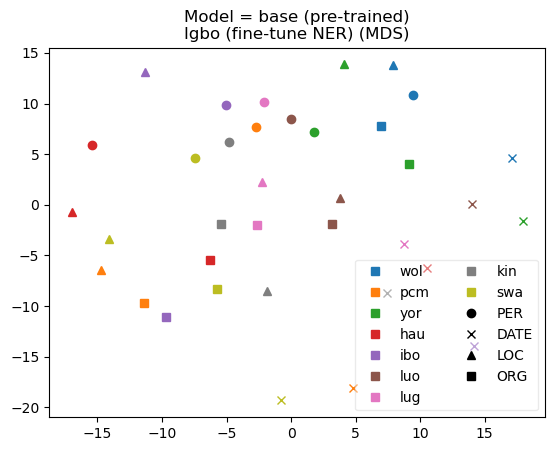 Model = base (pre-trained)
Igbo (fine-tune NER) (MDS)
15
10
5
0
−5
−10
−15
−20
wol kin
pcm swa
yor PER
hau DATE
ibo LOC
luo ORG
lug
−15 −10 −5 0 5 10 15